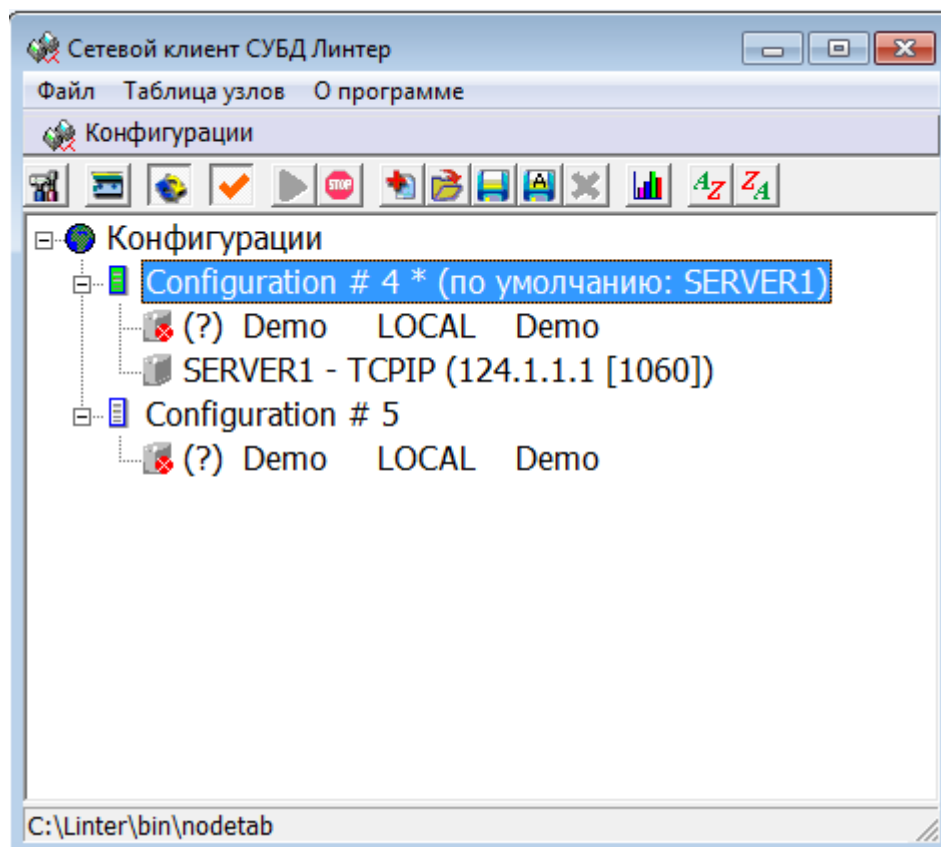 Сетевой клиент СУБД Линтер
Файл Таблица узлов О программе
Конфигурации
STOP A A Z Z A
Конфигурации
Configuration # 4 * (по умолчанию: SERVER1)
(?) Demo LOCAL Demo
SERVER1 - TCPIP (124.1.1.1 [1060])
Configuration # 5
(?) Demo LOCAL Demo
C:\Linter\bin\nodetab